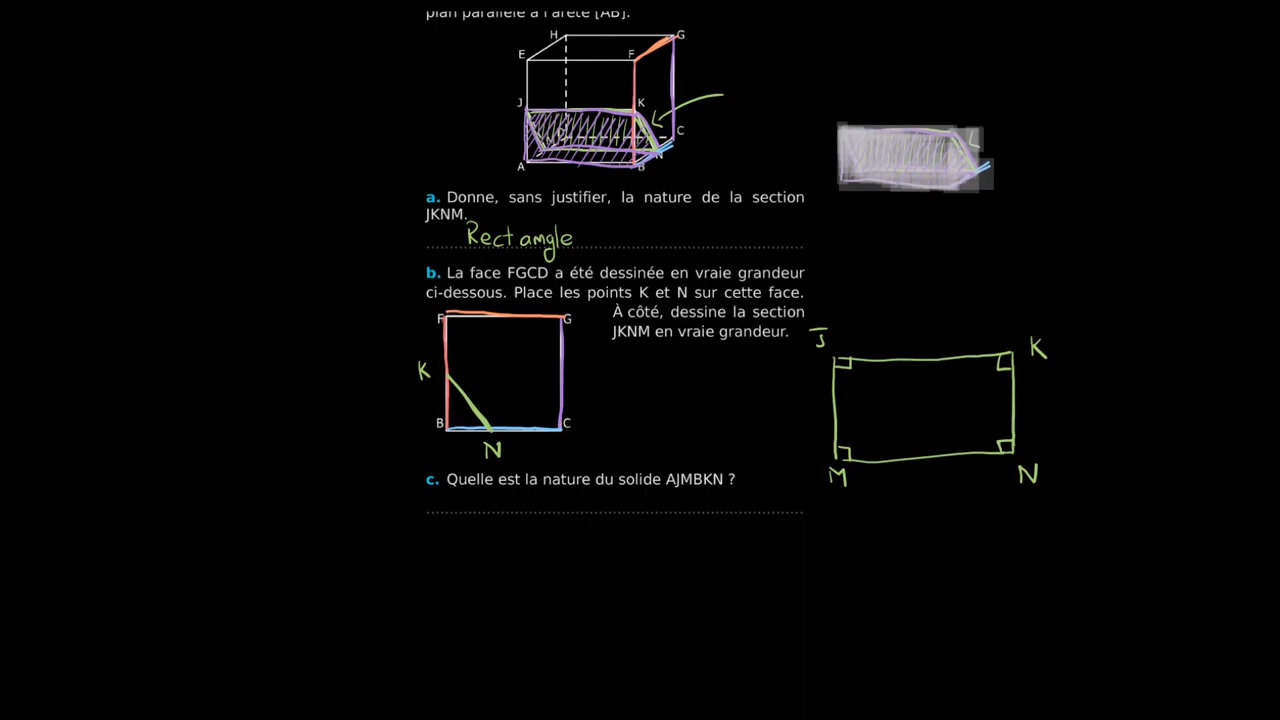 plan parallèle à l'arête [AB].
H G
E F
J K
D C
N
A B
a. Donne, sans justifier, la nature de la section
JKNM.
Rectangle
b. La face FGCD a été dessinée en vraie grandeur
ci-dessous. Place les points K et N sur cette face.
À côté, dessine la section
JKNM en vraie grandeur.
F G
K
B C
N
J K
M N
c. Quelle est la nature du solide AJMBKN ?